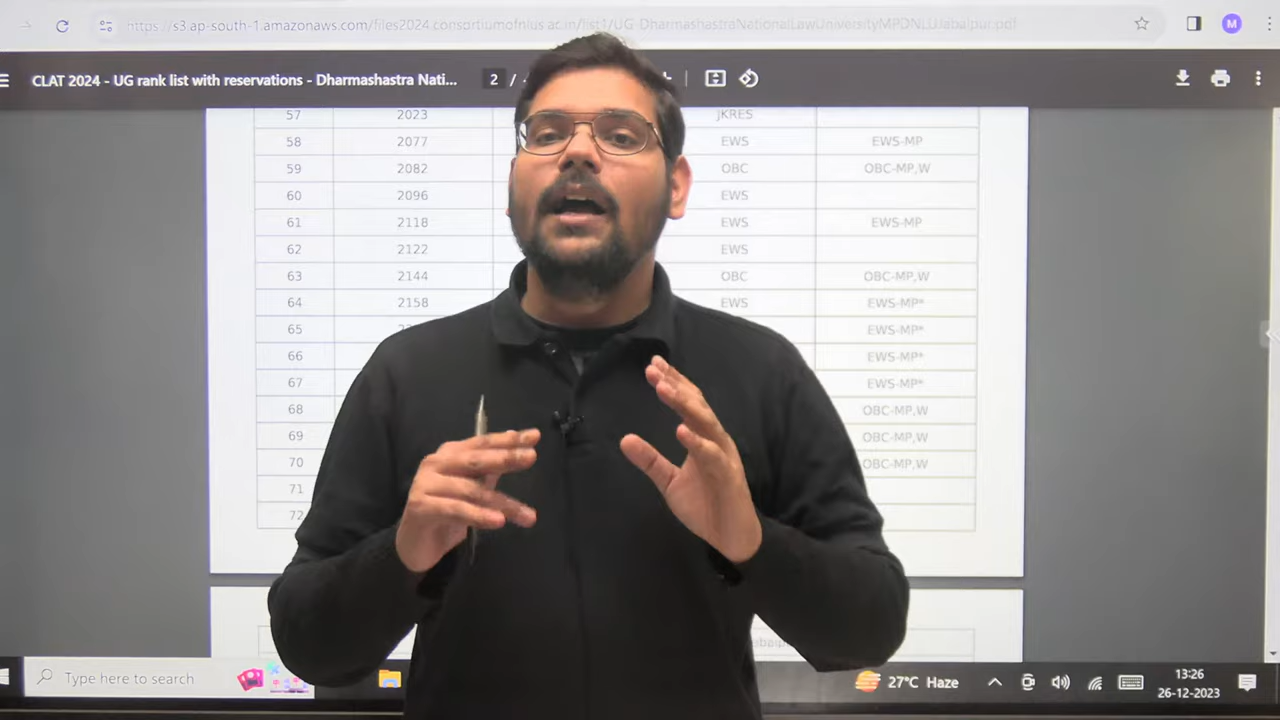 https://s3.ap-south-1.amazonaws.com/files2024.consortiumofnlus.ac.in/list1/UG-DharmashastraNationalLawUniversityMPDNLUJabalpur.pdf
M
CLAT 2024 - UG rank list with reservations - Dharmashastra Nati... 2 /
57 2023 JKRES
58 2077 EWS EWS-MP
59 2082 OBC OBC-MP,W
60 2096 EWS
61 2118 EWS EWS-MP
62 2122 EWS
63 2144 OBC OBC-MP,W
64 2158 EWS EWS-MP*
65 EWS-MP*
66 EWS-MP*
67 EWS-MP*
68 OBC-MP,W
69 OBC-MP,W
70 OBC-MP,W
71
72
Type here to search 27°C Haze 13:26
26-12-2023